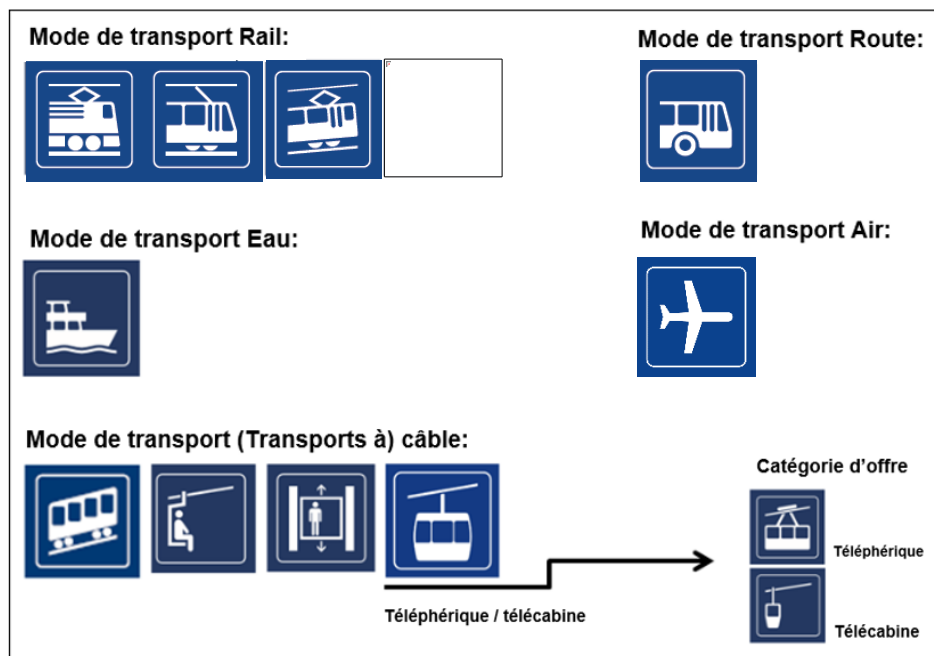 Mode de transport Rail:
Mode de transport Route:
F
Mode de transport Eau:
Mode de transport Air:
Mode de transport (Transports à) câble:
Catégorie d’offre
Téléphérique
Téléphérique / télécabine
Télécabine